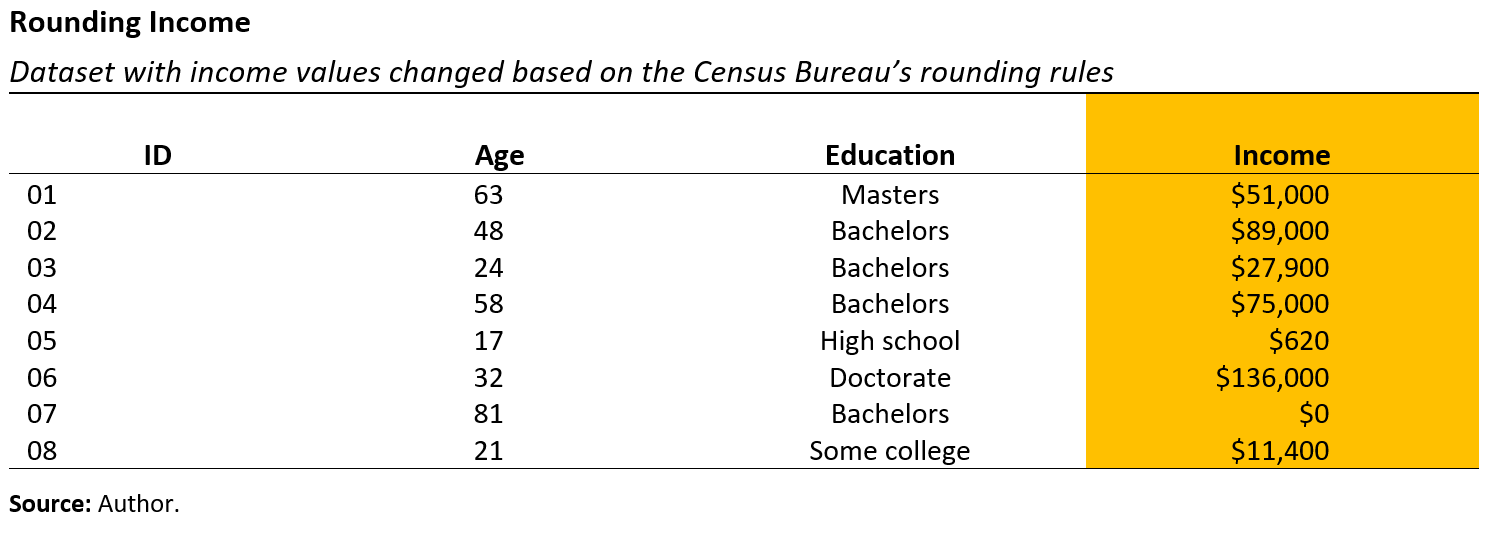 Rounding Income
Dataset with income values changed based on the Census Bureau’s rounding rules
ID Age Education Income
01 63 Masters $51,000
02 48 Bachelors $89,000
03 24 Bachelors $27,900
04 58 Bachelors $75,000
05 17 High school $620
06 32 Doctorate $136,000
07 81 Bachelors $0
08 21 Some college $11,400
Source: Author.